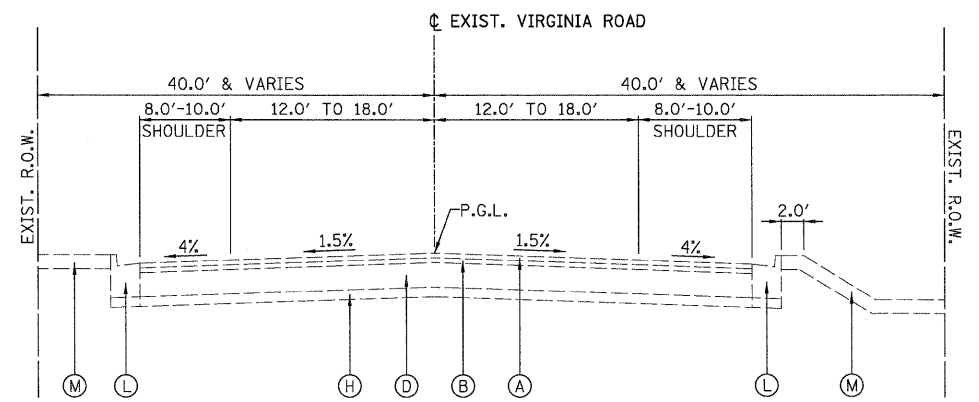 ℄ EXIST. VIRGINIA ROAD
40.0' & VARIES
40.0' & VARIES
8.0'-10.0'
SHOULDER
12.0' TO 18.0'
12.0' TO 18.0'
8.0'-10.0'
SHOULDER
EXIST. R.O.W.
EXIST. R.O.W.
P.G.L.
2.0'
4%
1.5%
1.5%
4%
M
L
H
D
B
A
L
M